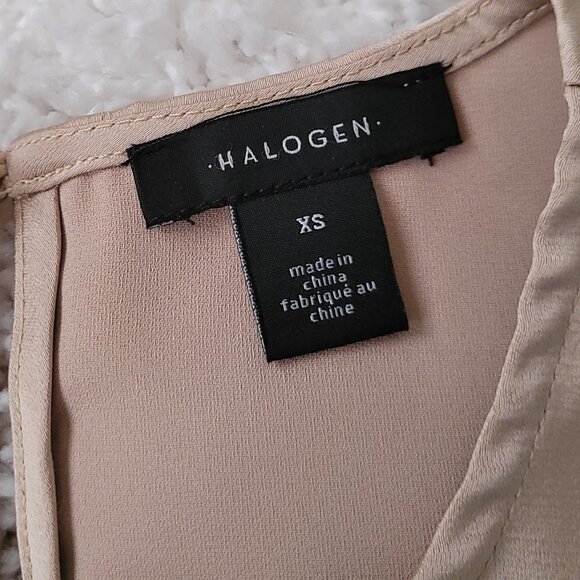 ·HALOGEN·
XS
made in
china
fabriqué au
chine